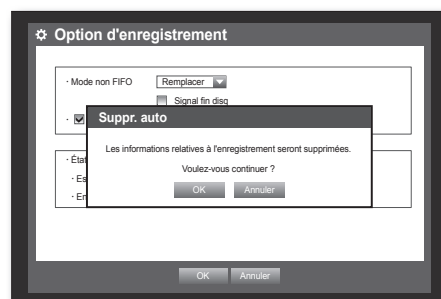 Option d'enregistrement
· Mode non FIFO Remplacer
Signal fin disq
Suppr. auto
Les informations relatives à l'enregistrement seront supprimées.
Voulez-vous continuer ?
OK Annuler
· État
· Es
· En
OK Annuler